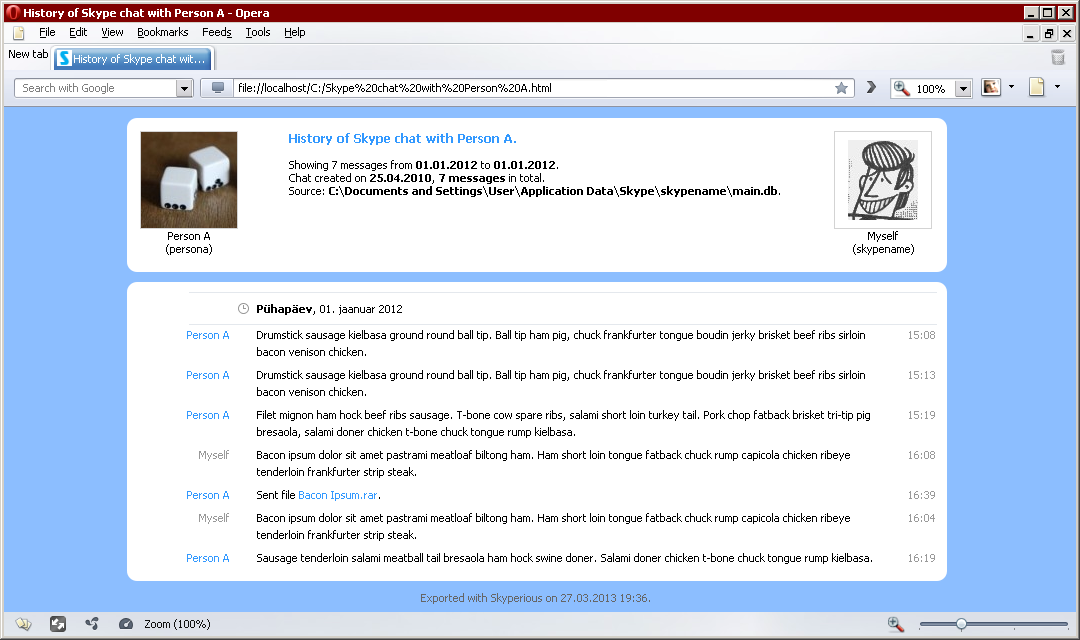 History of Skype chat with Person A - Opera
File Edit View Bookmarks Feeds Tools Help
New tab
History of Skype chat wit...
Search with Google
file://localhost/C:/Skype%20chat%20with%20Person%20A.html
100%
History of Skype chat with Person A.
Showing 7 messages from 01.01.2012 to 01.01.2012.
Chat created on 25.04.2010, 7 messages in total.
Source: C:\Documents and Settings\User\Application Data\Skype\skypename\main.db.
Person A
(persona)
Myself
(skypename)
Pühapäev, 01. jaanuar 2012
Person A Drumstick sausage kielbasa ground round ball tip. Ball tip ham pig, chuck frankfurter tongue boudin jerky brisket beef ribs sirloin 15:08
bacon venison chicken.
Person A Drumstick sausage kielbasa ground round ball tip. Ball tip ham pig, chuck frankfurter tongue boudin jerky brisket beef ribs sirloin 15:13
bacon venison chicken.
Person A Filet mignon ham hock beef ribs sausage. T-bone cow spare ribs, salami short loin turkey tail. Pork chop fatback brisket tri-tip pig 15:19
bresaola, salami doner chicken t-bone chuck tongue rump kielbasa.
Myself Bacon ipsum dolor sit amet pastrami meatloaf biltong ham. Ham short loin tongue fatback chuck rump capicola chicken ribeye 16:08
tenderloin frankfurter strip steak.
Person A Sent file Bacon Ipsum.rar. 16:39
Myself Bacon ipsum dolor sit amet pastrami meatloaf biltong ham. Ham short loin tongue fatback chuck rump capicola chicken ribeye 16:04
tenderloin frankfurter strip steak.
Person A Sausage tenderloin salami meatball tail bresaola ham hock swine doner. Salami doner chicken t-bone chuck tongue rump kielbasa. 16:19
Exported with Skyperious on 27.03.2013 19:36.
Zoom (100%)